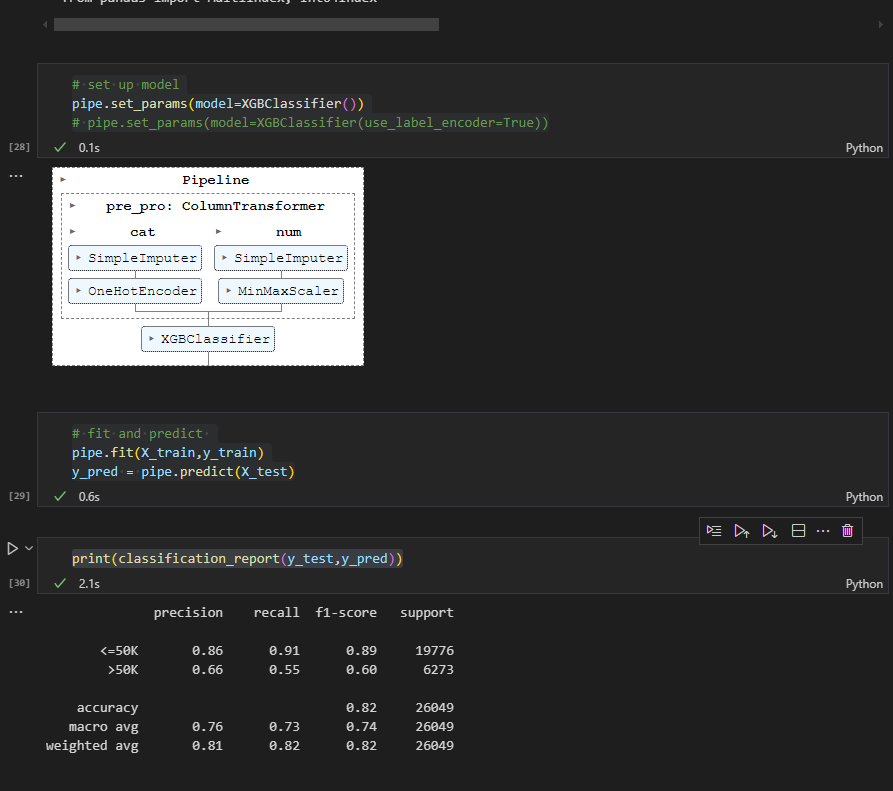 from pandas import MultiIndex, Int64Index
# set up model
pipe.set_params(model=XGBClassifier())
# pipe.set_params(model=XGBClassifier(use_label_encoder=True))
[28] 0.1s Python
...
Pipeline
pre_pro: ColumnTransformer
cat num
SimpleImputer SimpleImputer
OneHotEncoder MinMaxScaler
XGBClassifier
# fit and predict
pipe.fit(X_train,y_train)
y_pred = pipe.predict(X_test)
[29] 0.6s Python
print(classification_report(y_test,y_pred))
[30] 2.1s Python
...
precision recall f1-score support
<=50K 0.86 0.91 0.89 19776
>50K 0.66 0.55 0.60 6273
accuracy 0.82 26049
macro avg 0.76 0.73 0.74 26049
weighted avg 0.81 0.82 0.82 26049